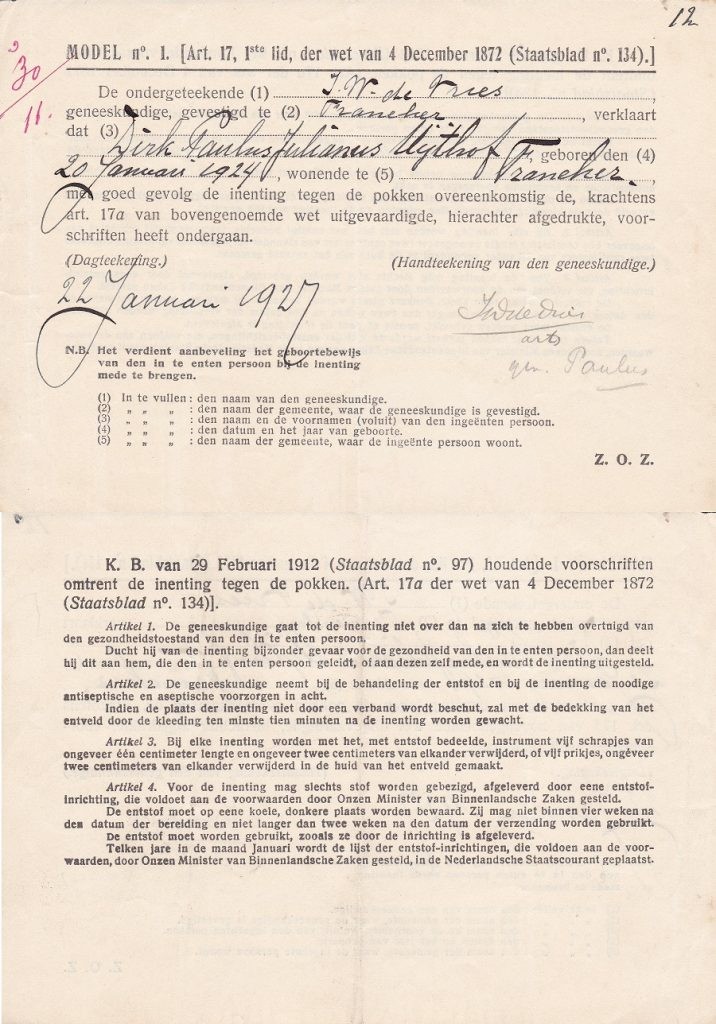 12
30
11.
MODEL nº. 1. [Art. 17, 1ste lid, der wet van 4 December 1872 (Staatsblad nº. 134).]
De ondergeteekende (1) J. W. de Vries,
geneeskundige, gevestigd te (2) Franeker, verklaart
dat (3) Dirk Paulus Julianus Uijthof, geboren den (4)
20 Januari 1924, wonende te (5) Franeker,
met goed gevolg de inenting tegen de pokken overeenkomstig de, krachtens
art. 17a van bovengenoemde wet uitgevaardigde, hierachter afgedrukte, voor-
schriften heeft ondergaan.
(Dagteekening.) (Handteekening van den geneeskundige.)
22 Januari 1927
JWdeVries
arts
N.B. Het verdient aanbeveling het geboortebewijs
van den in te enten persoon bij de inenting
mede te brengen.
Paulus
(1) In te vullen : den naam van den geneeskundige.
(2) „ „ „ : den naam der gemeente, waar de geneeskundige is gevestigd.
(3) „ „ „ : den naam en de voornamen (voluit) van den ingeënten persoon.
(4) „ „ „ : den datum en het jaar van geboorte.
(5) „ „ „ : den naam der gemeente, waar de ingeënte persoon woont.
Z. O. Z.
K. B. van 29 Februari 1912 (Staatsblad nº. 97) houdende voorschriften
omtrent de inenting tegen de pokken. (Art. 17a der wet van 4 December 1872
(Staatsblad nº. 134)].
Artikel 1. De geneeskundige gaat tot de inenting niet over dan na zich te hebben overtuigd van
den gezondheidstoestand van den in te enten persoon.
Ducht hij van de inenting bijzonder gevaar voor de gezondheid van den in te enten persoon, dan deelt
hij dit aan hem, die den in te enten persoon geleidt, of aan dezen zelf mede, en wordt de inenting uitgesteld.
Artikel 2. De geneeskundige neemt bij de behandeling der entstof en bij de inenting de noodige
antiseptische en aseptische voorzorgen in acht.
Indien de plaats der inenting niet door een verband wordt beschut, zal met de bedekking van het
entveld door de kleeding ten minste tien minuten na de inenting worden gewacht.
Artikel 3. Bij elke inenting worden met het, met entstof bedeelde, instrument vijf schrapjes van
ongeveer één centimeter lengte en ongeveer twee centimeters van elkander verwijderd, of vijf prikjes, ongeveer
twee centimeters van elkander verwijderd in de huid van het entveld gemaakt.
Artikel 4. Voor de inenting mag slechts stof worden gebezigd, afgeleverd door eene entstof-
inrichting, die voldoet aan de voorwaarden door Onzen Minister van Binnenlandsche Zaken gesteld.
De entstof moet op eene koele, donkere plaats worden bewaard. Zij mag niet binnen vier weken na
den datum der bereiding en niet langer dan twee weken na den datum der verzending worden gebruikt.
De entstof moet worden gebruikt, zooals ze door de inrichting is afgeleverd.
Telken jare in de maand Januari wordt de lijst der entstof-inrichtingen, die voldoen aan de voor-
waarden, door Onzen Minister van Binnenlandsche Zaken gesteld, in de Nederlandsche Staatscourant geplaatst.